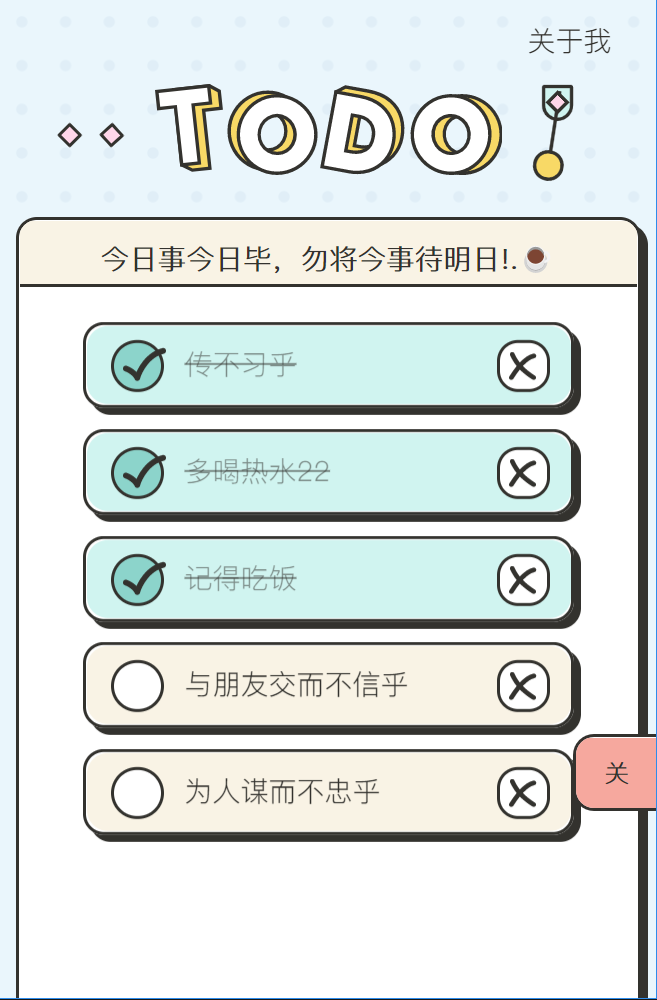 关于我
TODO
今日事今日毕，勿将今事待明日!.☕
传不习乎
多喝热水22
记得吃饭
与朋友交而不信乎
关
为人谋而不忠乎